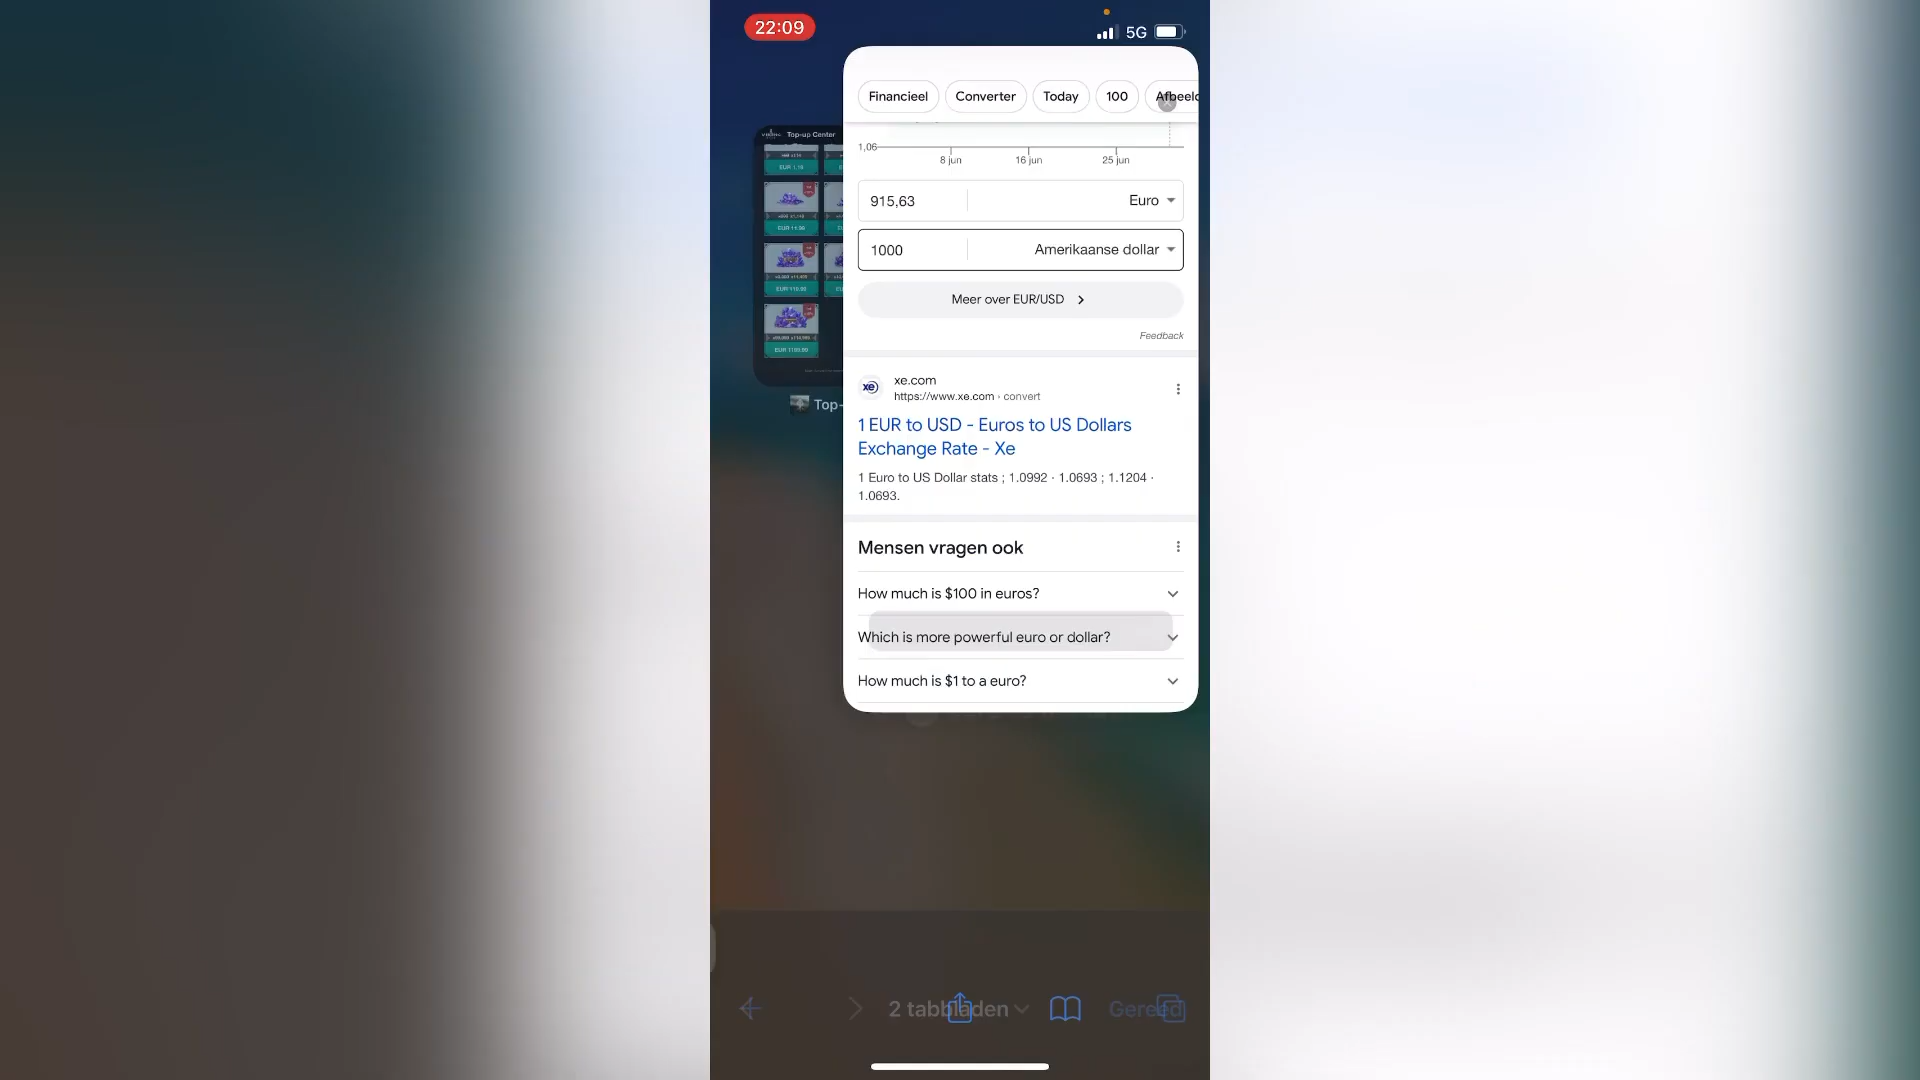 22:09
5G
Financieel
Converter
Today
100
Top-up Center
1,06
8 jun
16 jun
25 jun
915,63
Euro
1000
Amerikaanse dollar
Meer over EUR/USD
Feedback
xe
xe.com
https://www.xe.com · convert
1 EUR to USD - Euros to US Dollars
Exchange Rate - Xe
1 Euro to US Dollar stats ; 1.0992 · 1.0693 ; 1.1204 ·
1.0693.
Top-
Mensen vragen ook
How much is $100 in euros?
Which is more powerful euro or dollar?
How much is $1 to a euro?
2 tabbladen
Gereed